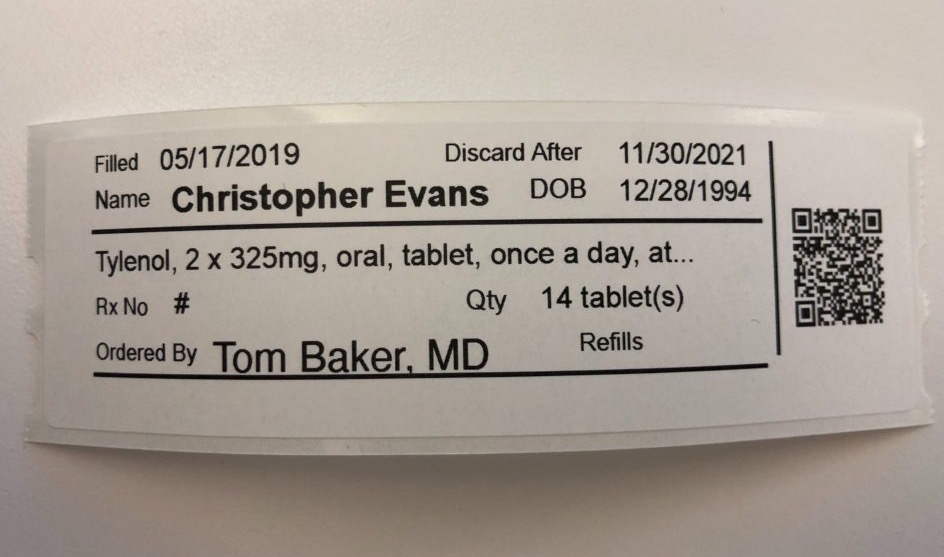 Filled 05/17/2019 Discard After 11/30/2021
Name Christopher Evans DOB 12/28/1994
Tylenol, 2 x 325mg, oral, tablet, once a day, at...
Rx No # Qty 14 tablet(s)
Ordered By Tom Baker, MD Refills